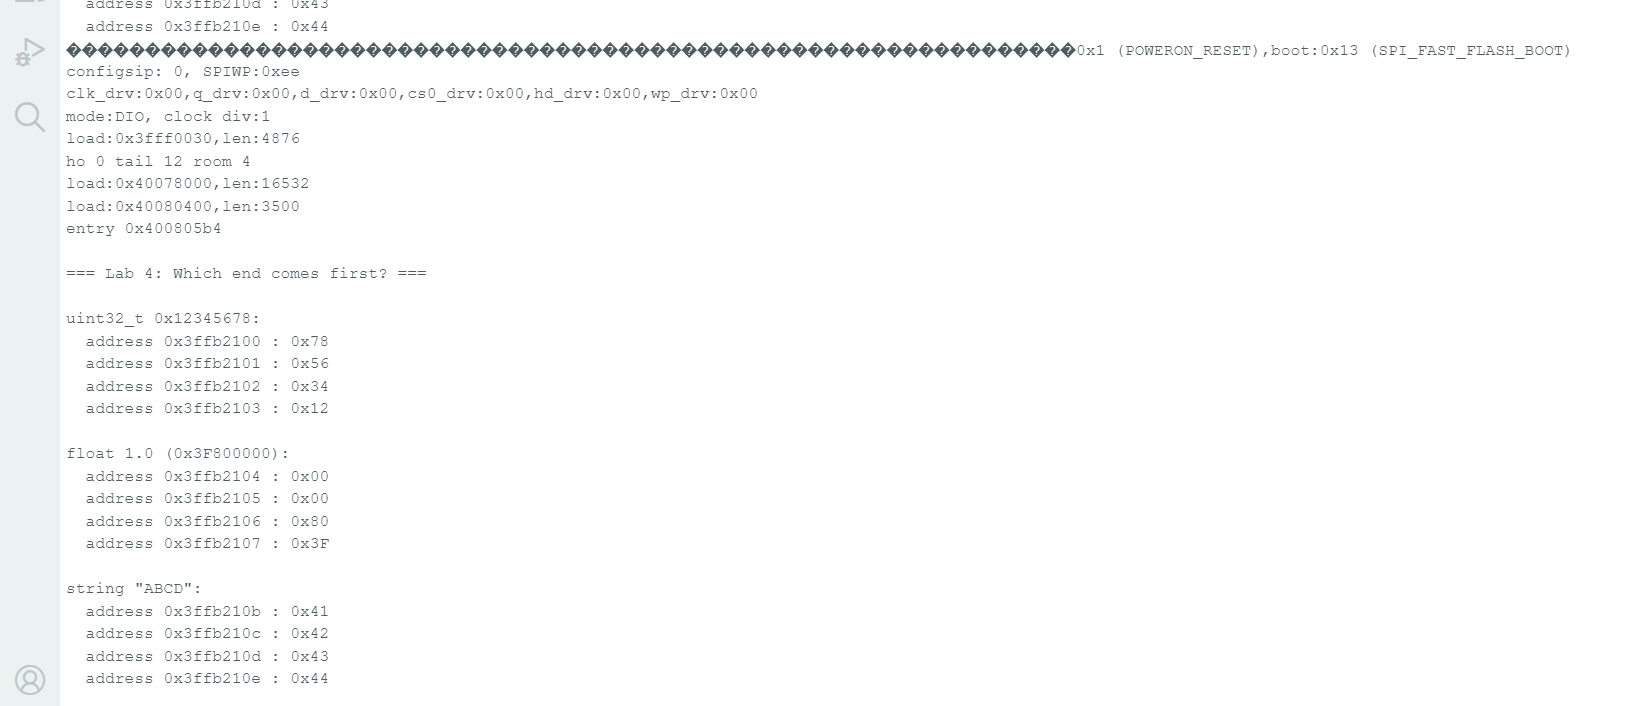 address 0x3ffb210d : 0x43
address 0x3ffb210e : 0x44
0x1 (POWERON_RESET),boot:0x13 (SPI_FAST_FLASH_BOOT)
configsip: 0, SPIWP:0xee
clk_drv:0x00,q_drv:0x00,d_drv:0x00,cs0_drv:0x00,hd_drv:0x00,wp_drv:0x00
mode:DIO, clock div:1
load:0x3fff0030,len:4876
ho 0 tail 12 room 4
load:0x40078000,len:16532
load:0x40080400,len:3500
entry 0x400805b4

=== Lab 4: Which end comes first? ===

uint32_t 0x12345678:
  address 0x3ffb2100 : 0x78
  address 0x3ffb2101 : 0x56
  address 0x3ffb2102 : 0x34
  address 0x3ffb2103 : 0x12

float 1.0 (0x3F800000):
  address 0x3ffb2104 : 0x00
  address 0x3ffb2105 : 0x00
  address 0x3ffb2106 : 0x80
  address 0x3ffb2107 : 0x3F

string "ABCD":
  address 0x3ffb210b : 0x41
  address 0x3ffb210c : 0x42
  address 0x3ffb210d : 0x43
  address 0x3ffb210e : 0x44